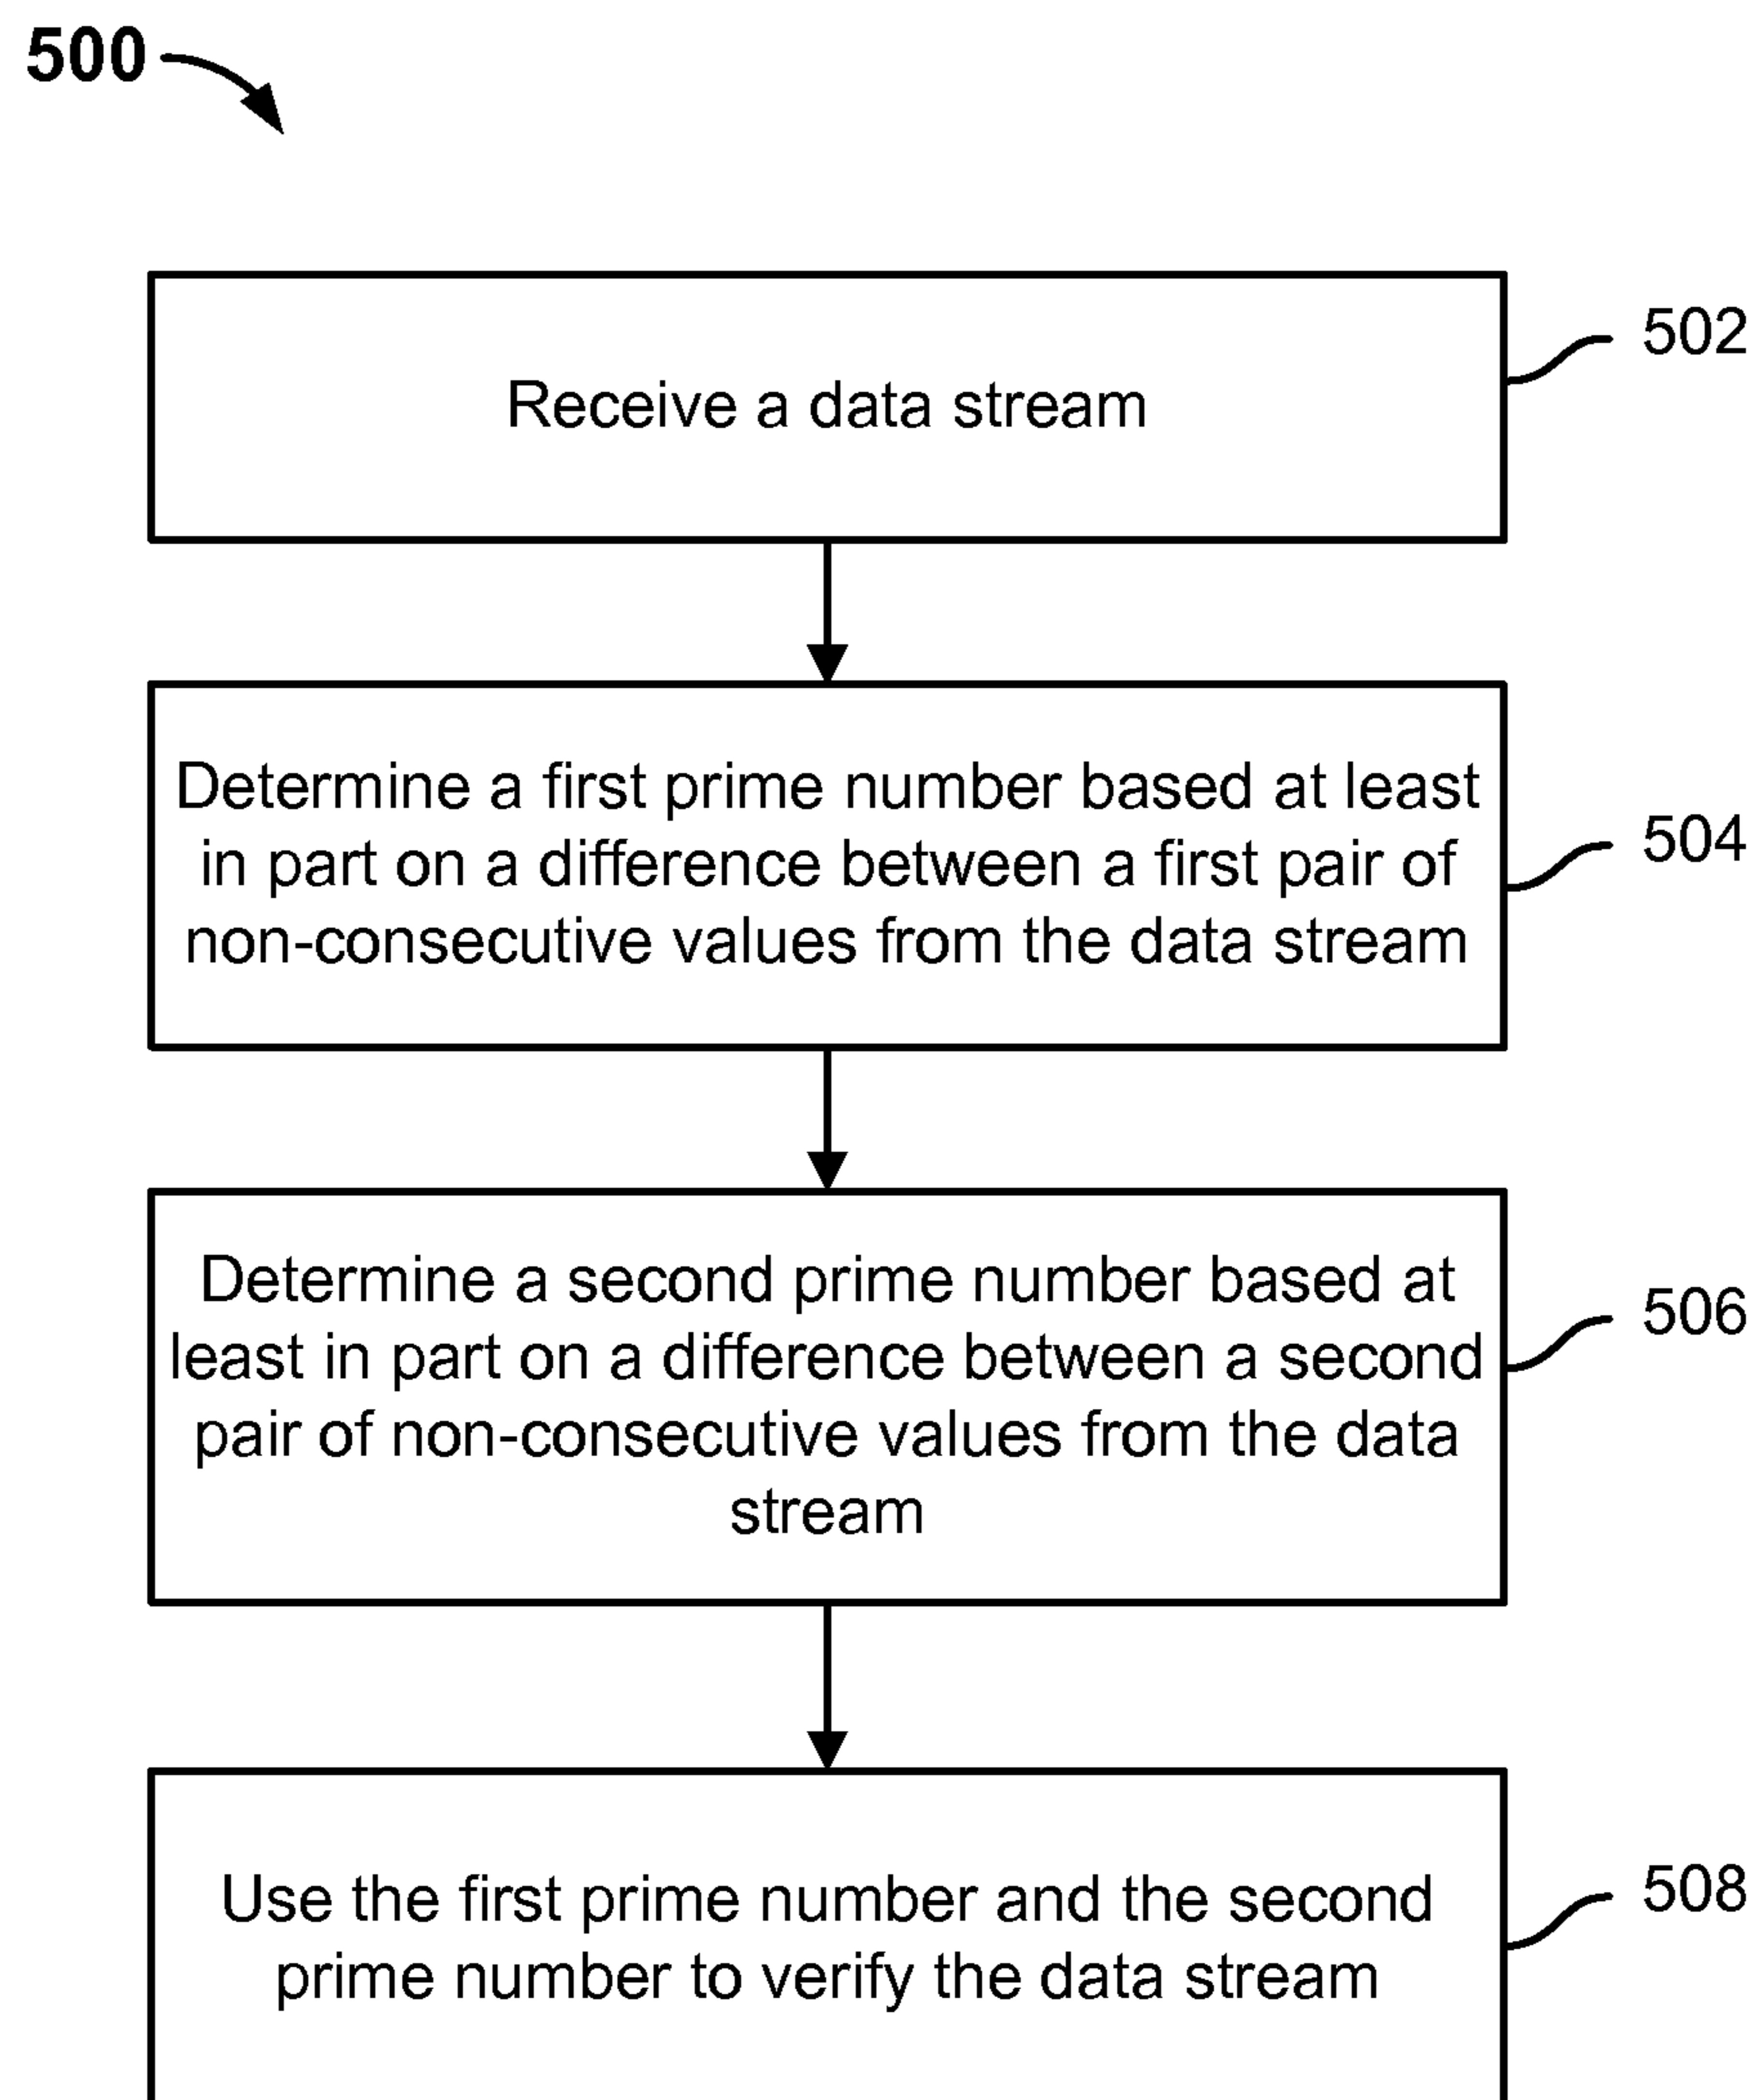 500
Receive a data stream
502
Determine a first prime number based at least
in part on a difference between a first pair of
non-consecutive values from the data stream
504
Determine a second prime number based at
least in part on a difference between a second
pair of non-consecutive values from the data
stream
506
Use the first prime number and the second
prime number to verify the data stream
508